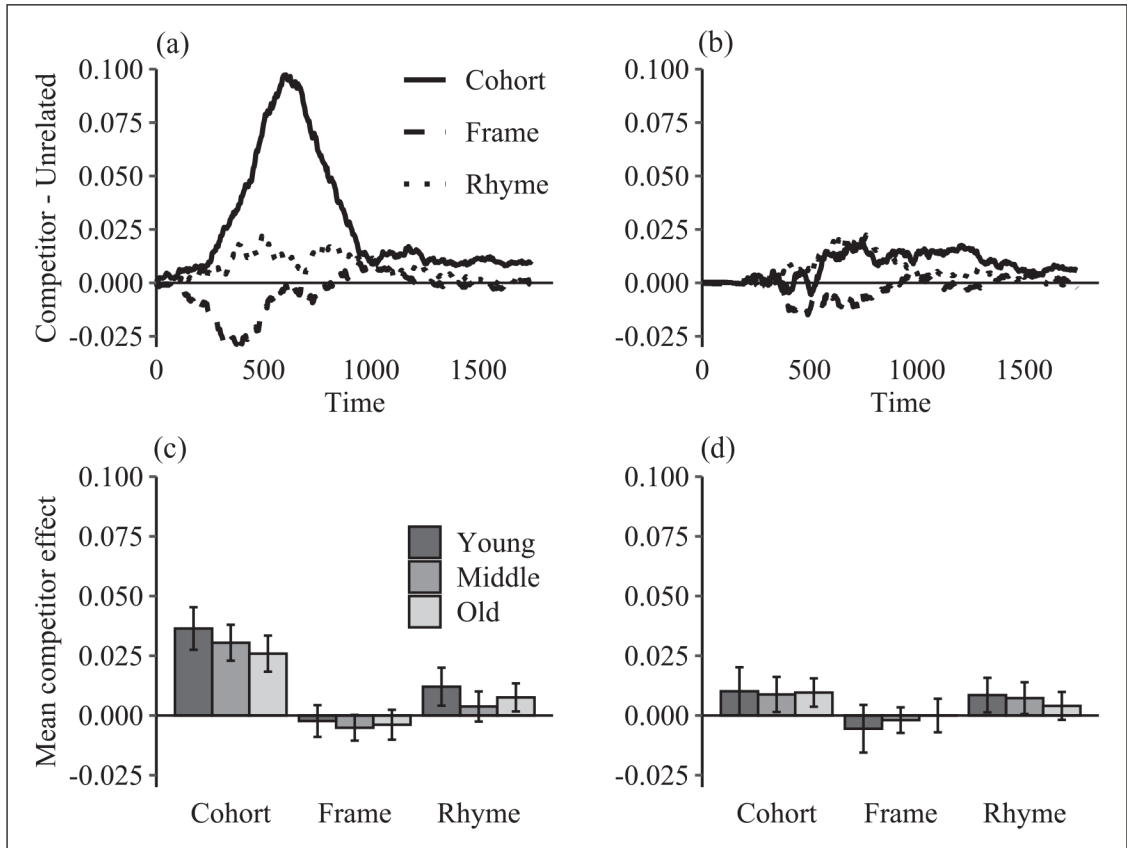 (a)
(b)
Competitor - Unrelated
0.100
0.075
0.050
0.025
0.000
-0.025
Cohort
Frame
Rhyme
0 500 1000 1500
Time
0.100
0.075
0.050
0.025
0.000
-0.025
0 500 1000 1500
Time
(c)
(d)
Mean competitor effect
0.100
0.075
0.050
0.025
0.000
-0.025
Young
Middle
Old
Cohort Frame Rhyme
0.100
0.075
0.050
0.025
0.000
-0.025
Cohort Frame Rhyme